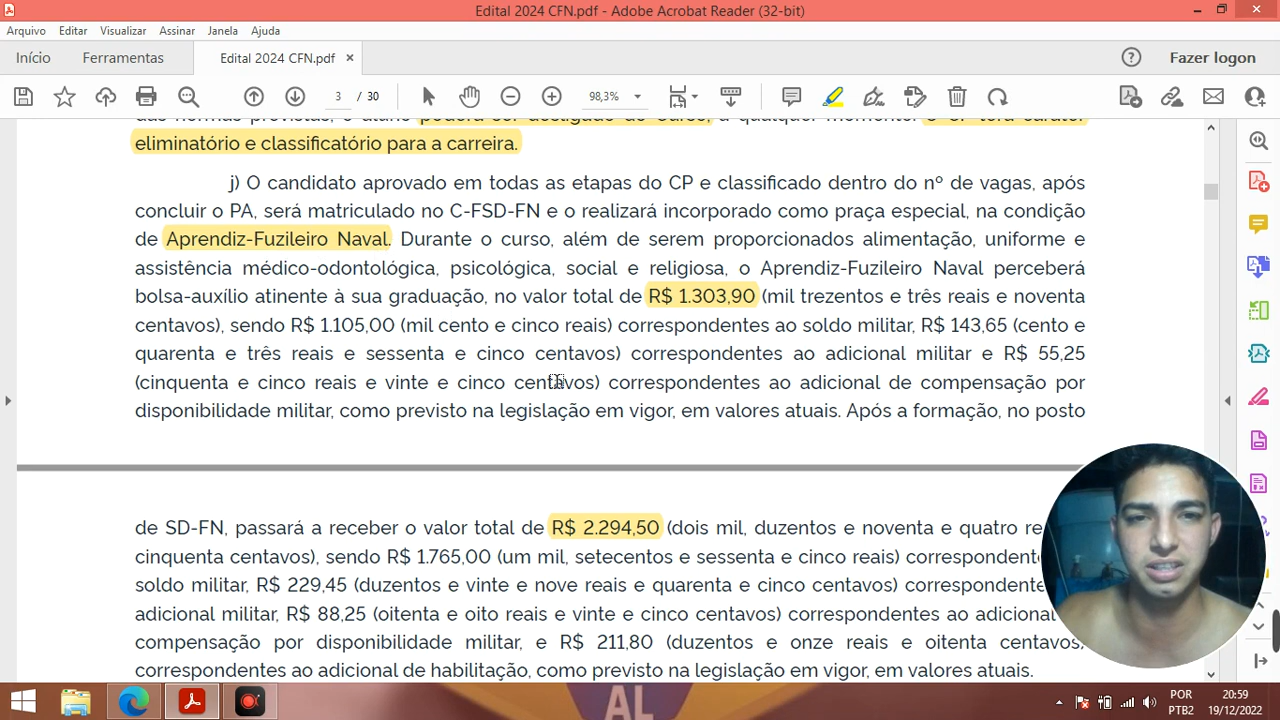 Edital 2024 CFN.pdf - Adobe Acrobat Reader (32-bit)
Arquivo Editar Visualizar Assinar Janela Ajuda
Início Ferramentas Edital 2024 CFN.pdf × Fazer logon
3 / 30 98,3%
eliminatório e classificatório para a carreira.
j) O candidato aprovado em todas as etapas do CP e classificado dentro do nº de vagas, após
concluir o PA, será matriculado no C-FSD-FN e o realizará incorporado como praça especial, na condição
de Aprendiz-Fuzileiro Naval. Durante o curso, além de serem proporcionados alimentação, uniforme e
assistência médico-odontológica, psicológica, social e religiosa, o Aprendiz-Fuzileiro Naval perceberá
bolsa-auxílio atinente à sua graduação, no valor total de R$ 1.303,90 (mil trezentos e três reais e noventa
centavos), sendo R$ 1.105,00 (mil cento e cinco reais) correspondentes ao soldo militar, R$ 143,65 (cento e
quarenta e três reais e sessenta e cinco centavos) correspondentes ao adicional militar e R$ 55,25
(cinquenta e cinco reais e vinte e cinco centavos) correspondentes ao adicional de compensação por
disponibilidade militar, como previsto na legislação em vigor, em valores atuais. Após a formação, no posto
de SD-FN, passará a receber o valor total de R$ 2.294,50 (dois mil, duzentos e noventa e quatro re
cinquenta centavos), sendo R$ 1.765,00 (um mil, setecentos e sessenta e cinco reais) correspondent
soldo militar, R$ 229,45 (duzentos e vinte e nove reais e quarenta e cinco centavos) correspondente
adicional militar, R$ 88,25 (oitenta e oito reais e vinte e cinco centavos) correspondentes ao adicional
compensação por disponibilidade militar, e R$ 211,80 (duzentos e onze reais e oitenta centavos)
correspondentes ao adicional de habilitação, como previsto na legislação em vigor, em valores atuais.
AL
POR 20:59
PTB2 19/12/2022